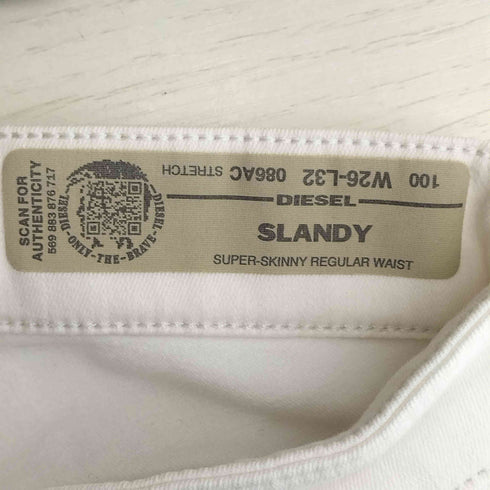 SCAN FOR
AUTHENTICITY
569 883 876 717
DIESEL
ONLY-THE-BRAVE
DIESEL
100 W26-L32 086AC STRETCH
DIESEL
SLANDY
SUPER-SKINNY REGULAR WAIST